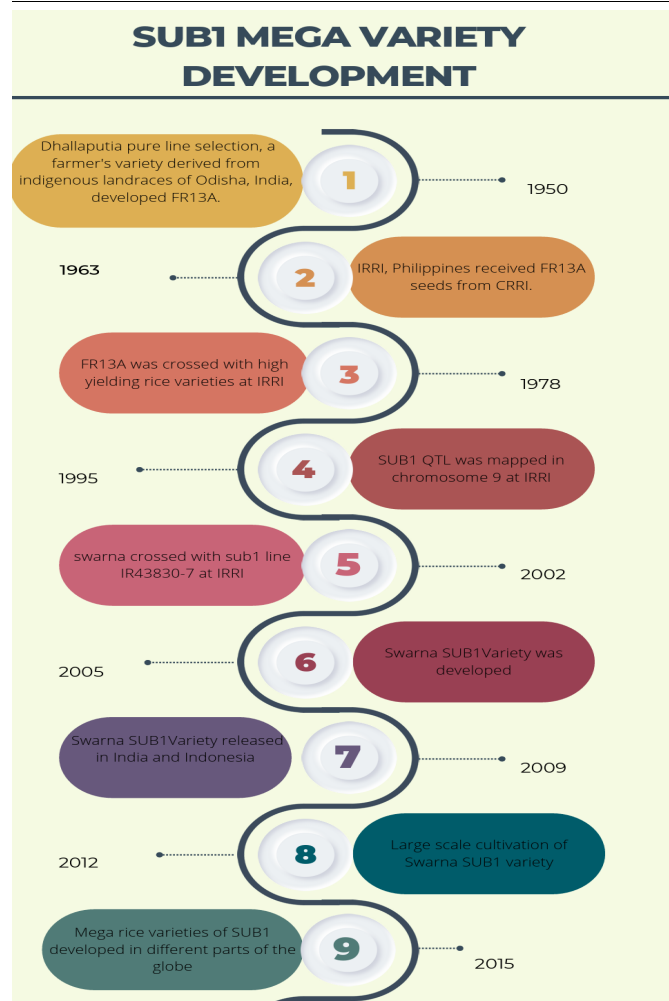 SUB1 MEGA VARIETY
DEVELOPMENT
Dhallaputia pure line selection, a
farmer's variety derived from
indigenous landraces of Odisha, India,
developed FR13A.
1
1950
1963
2
IRRI, Philippines received FR13A
seeds from CRRI.
FR13A was crossed with high
yielding rice varieties at IRRI
3
1978
1995
4
SUB1 QTL was mapped in
chromosome 9 at IRRI
swarna crossed with sub1 line
IR43830-7 at IRRI
5
2002
2005
6
Swarna SUB1Variety was
developed
Swarna SUB1Variety released
in India and Indonesia
7
2009
2012
8
Large scale cultivation of
Swarna SUB1 variety
Mega rice varieties of SUB1
developed in different parts of the
globe
9
2015